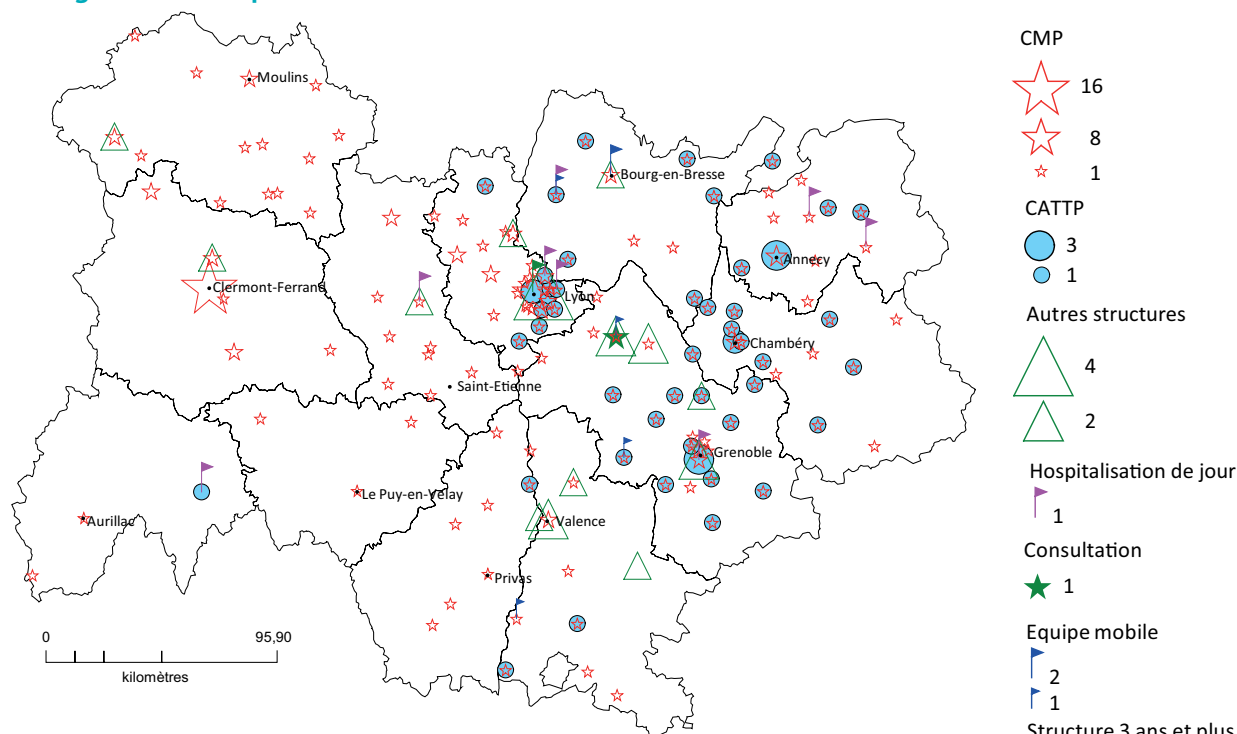 Moulins
Bourg-en-Bresse
Annecy
Clermont-Ferrand
Lyon
Chambéry
Saint-Etienne
Grenoble
Le Puy-en-Velay
Aurillac
Valence
Privas
0 95,90
kilomètres
CMP
16
8
1
CATTP
3
1
Autres structures
4
2
Hospitalisation de jour
1
Consultation
1
Equipe mobile
2
1
Structure 3 ans et plus